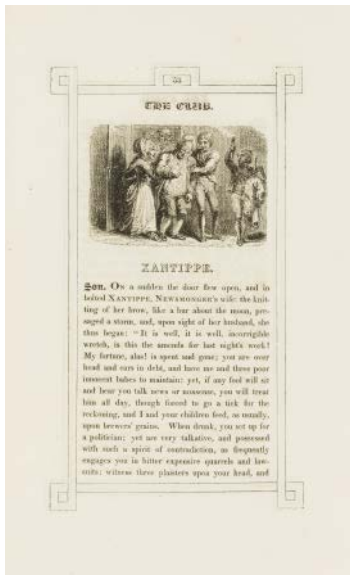 THE CLUB.
XANTIPPE.
Son. On a sudden the door flew open, and in
bolted XANTIPPE, NEWSMONGER's wife: the knit-
ting of her brow, like a bur about the moon, pre-
saged a storm, and, upon sight of her husband, she
thus began: "It is well, it is well, incorrigible
wretch, is this the amends for last night's work!
My fortune, alas! is spent and gone; you are over
head and ears in debt, and have me and three poor
innocent babes to maintain: yet, if any fool will sit
and hear you talk news or nonsense, you will treat
him all day, though forced to go a tick for the
reckoning, and I and your children feed, as usually,
upon brewers' grains. When drunk, you set up for
a politician; yet are very talkative, and possessed
with such a spirit of contradiction, as frequently
engages you in bitter expensive quarrels and law-
suits; witness three plaisters upon your head, and